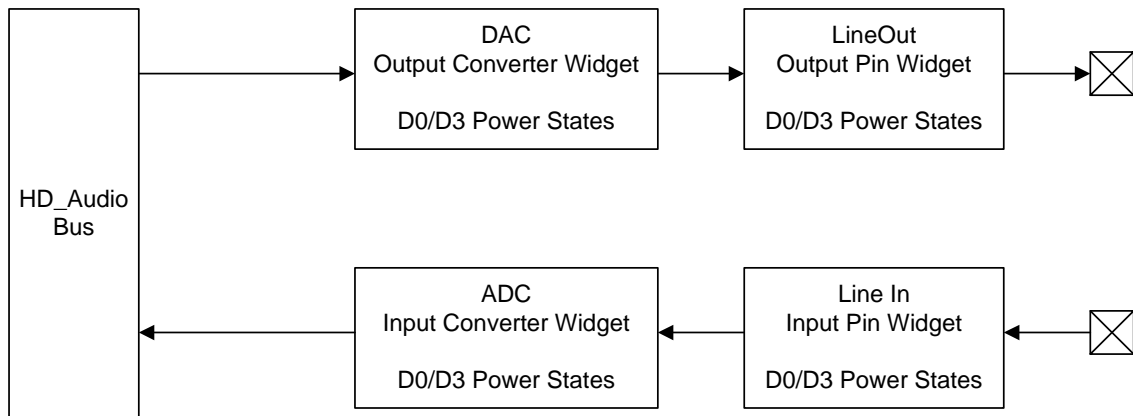 HD_Audio
Bus
DAC
Output Converter Widget
D0/D3 Power States
LineOut
Output Pin Widget
D0/D3 Power States
ADC
Input Converter Widget
D0/D3 Power States
Line In
Input Pin Widget
D0/D3 Power States